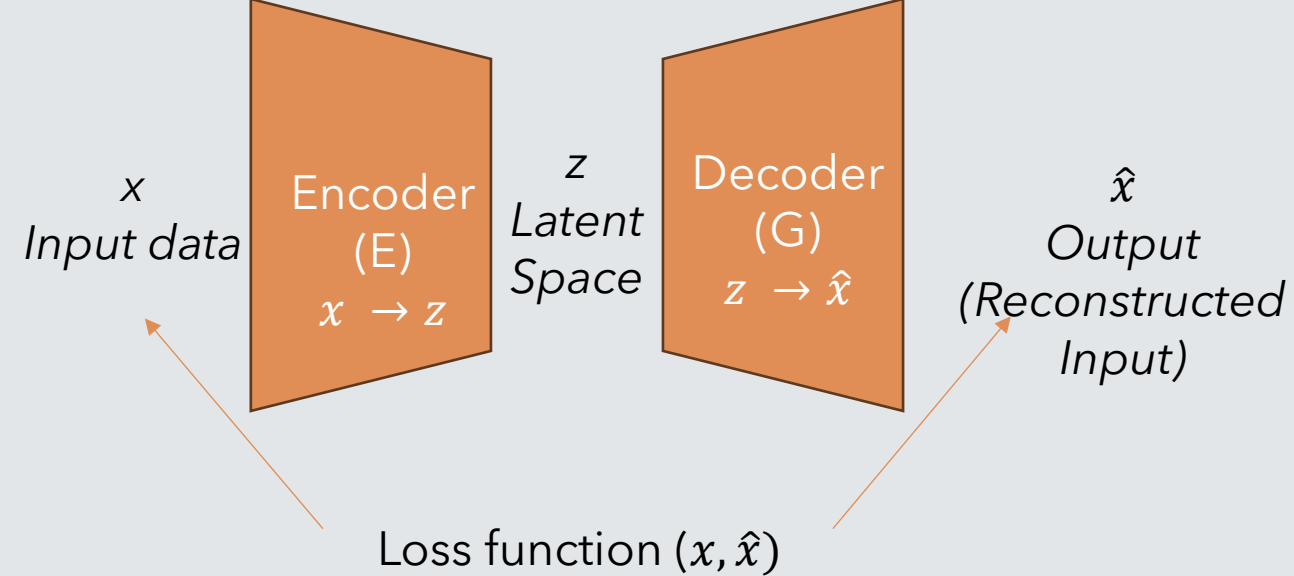 x
Input data
Encoder
(E)
x → z
z
Latent
Space
Decoder
(G)
z → x̂
x̂
Output
(Reconstructed
Input)
Loss function (x, x̂)